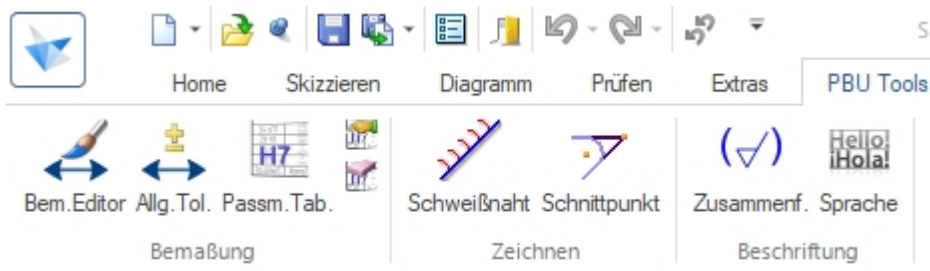 S
Home Skizzieren Diagramm Prüfen Extras PBU Tools
H7 Hello! ¡Hola!
Bem.Editor Allg.Tol. Passm.Tab. Schweißnaht Schnittpunkt Zusammenf. Sprache
Bemaßung Zeichnen Beschriftung